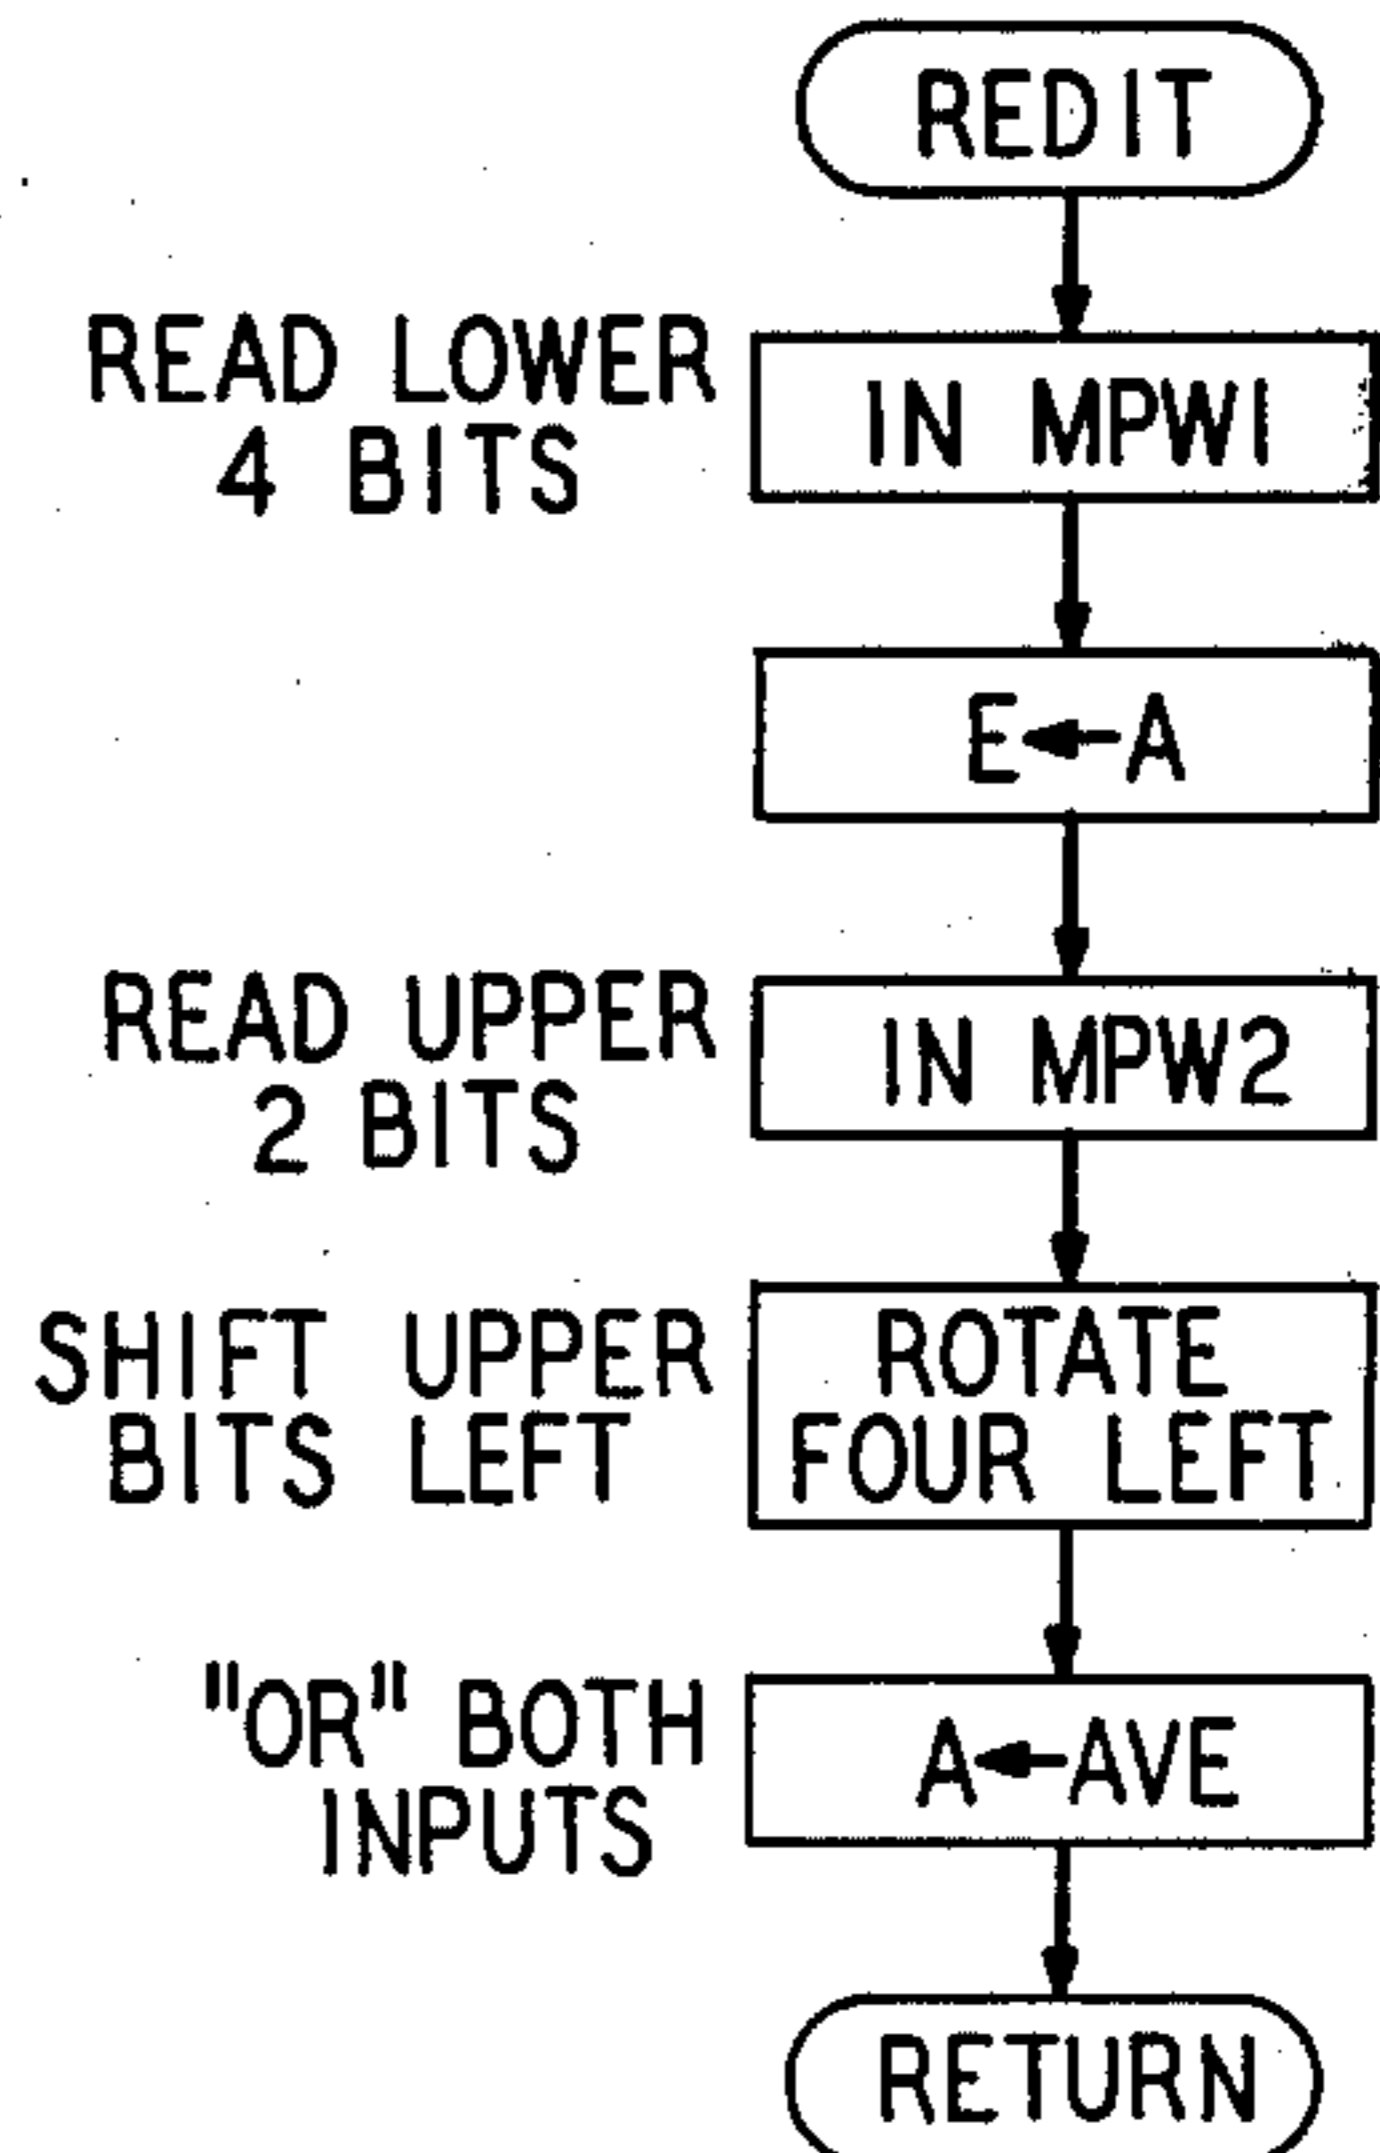 REDIT
READ LOWER
4 BITS
IN MPW1
E←A
READ UPPER
2 BITS
IN MPW2
SHIFT UPPER
BITS LEFT
ROTATE
FOUR LEFT
"OR" BOTH
INPUTS
A←AVE
RETURN